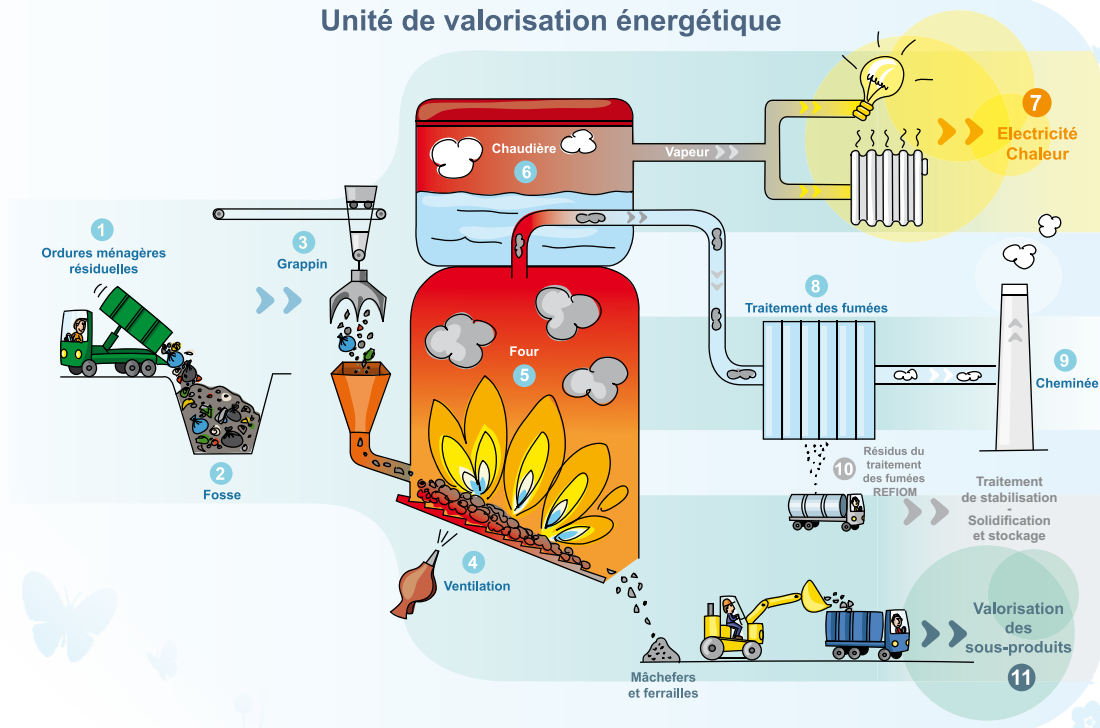 Unité de valorisation énergétique
1
Ordures ménagères
résiduelles
2
Fosse
3
Grappin
4
Ventilation
Four
5
Chaudière
6
Vapeur
7
Electricité
Chaleur
8
Traitement des fumées
9
Cheminée
10
Résidus du
traitement
des fumées
REFIOM
Traitement
de stabilisation
-
Solidification
et stockage
Mâchefers
et ferrailles
Valorisation
des
sous-produits
11